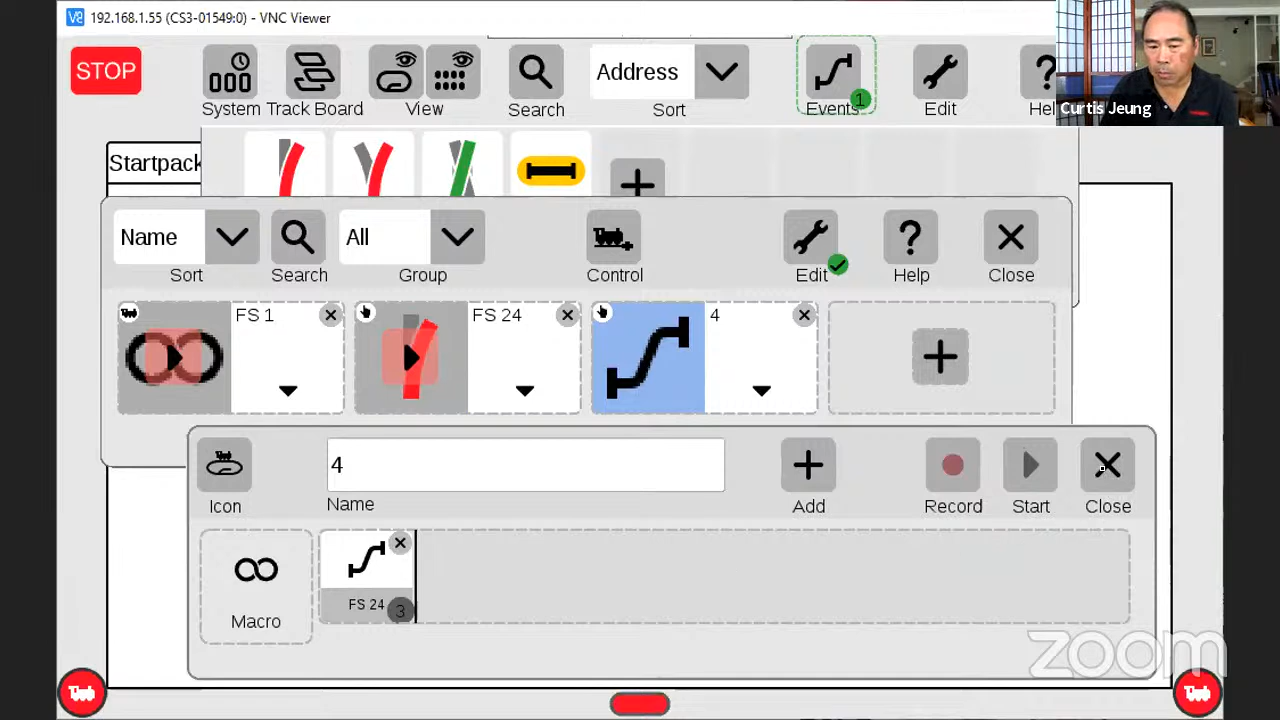 192.168.1.55 (CS3-01549:0) - VNC Viewer
STOP
System
Track Board
View
Search
Address
Sort
Events
1
Edit
Hel
Curtis Jeung
Startpack
Name
Sort
Search
All
Group
Control
Edit
Help
Close
FS 1
FS 24
4
4
Name
Icon
Add
Record
Start
Close
Macro
FS 24
3
zoom